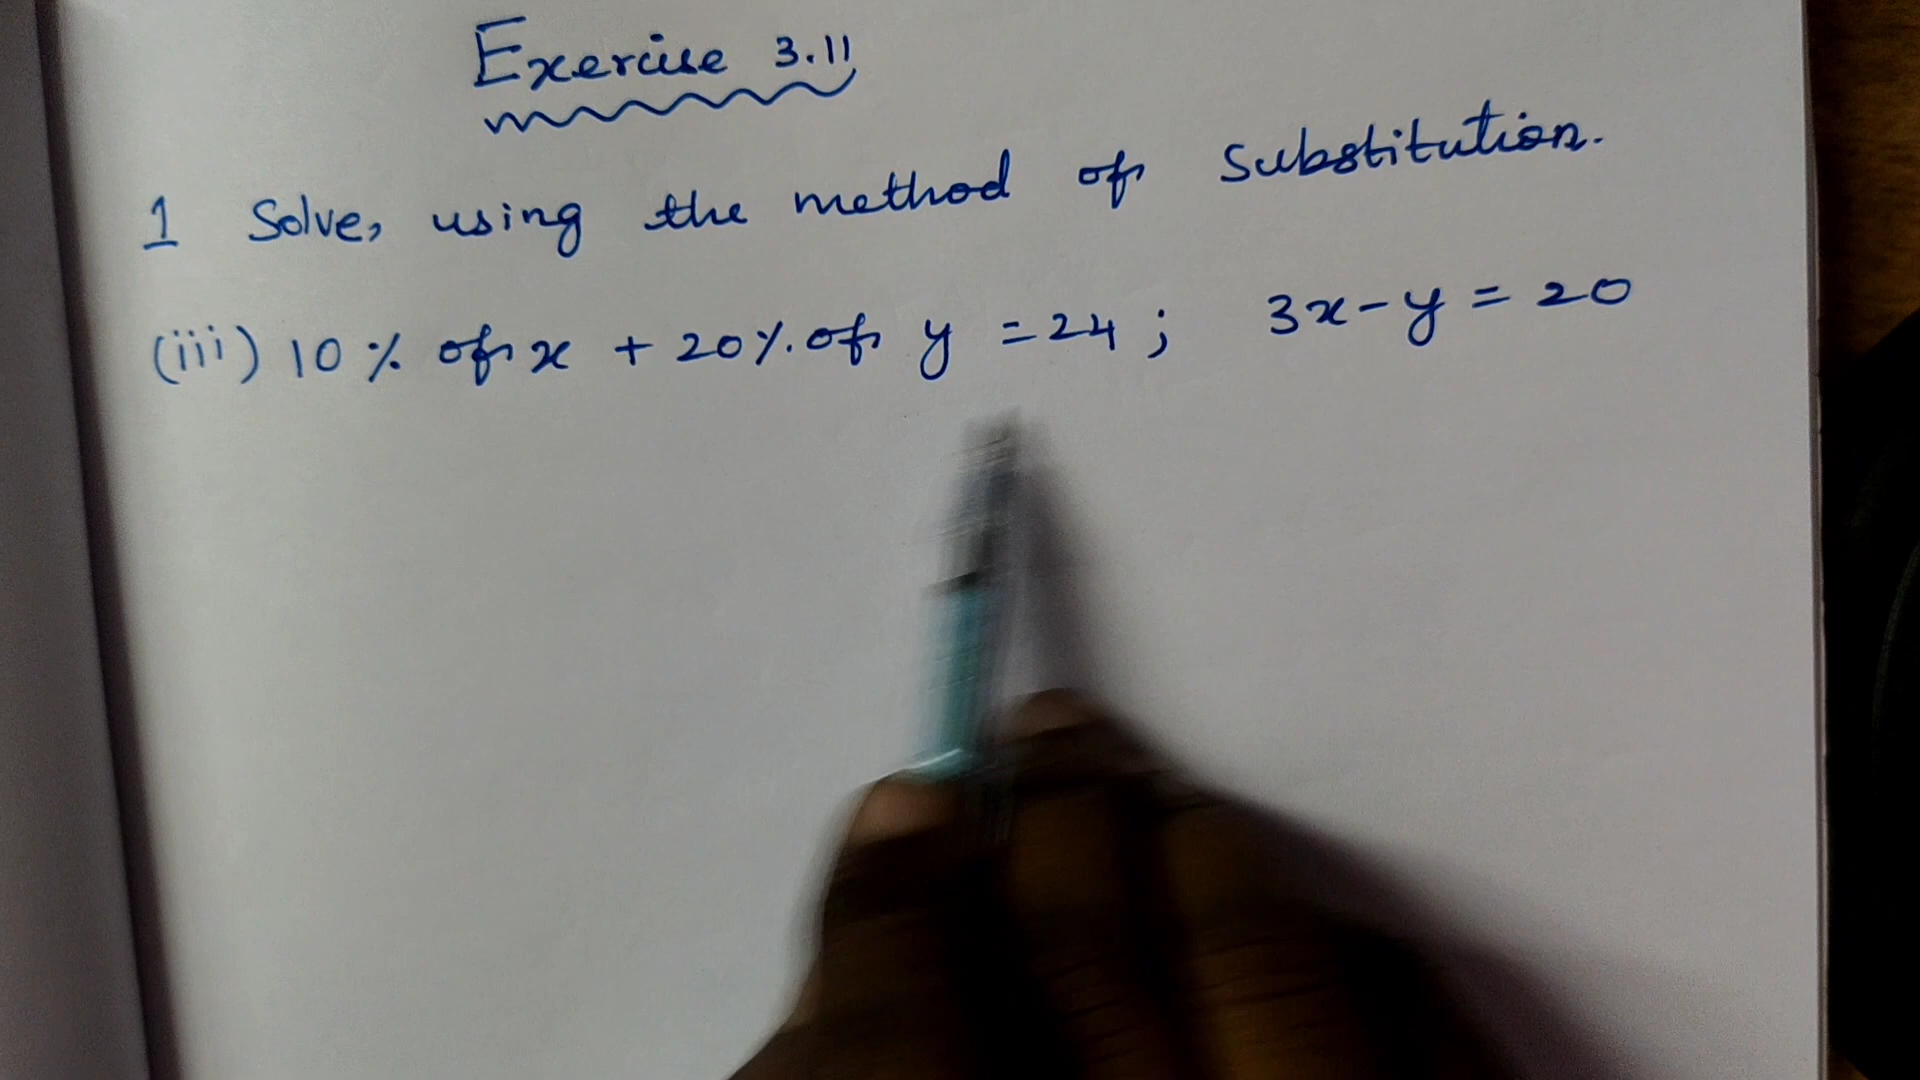 Exercise 3.11
1 Solve, using the method of Substitution.
(iii) 10% of x + 20% of y = 24; 3x - y = 20